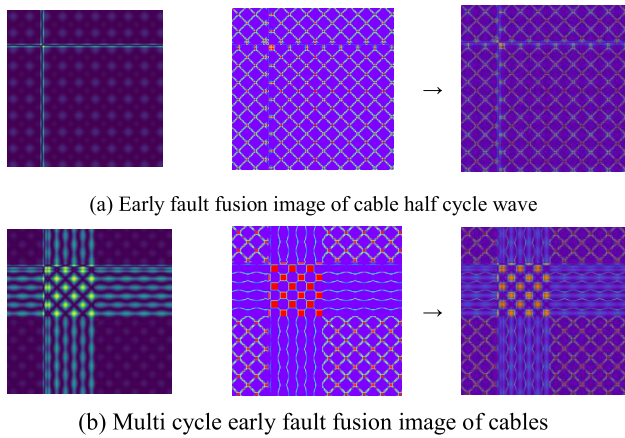 →
(a) Early fault fusion image of cable half cycle wave
→
(b) Multi cycle early fault fusion image of cables